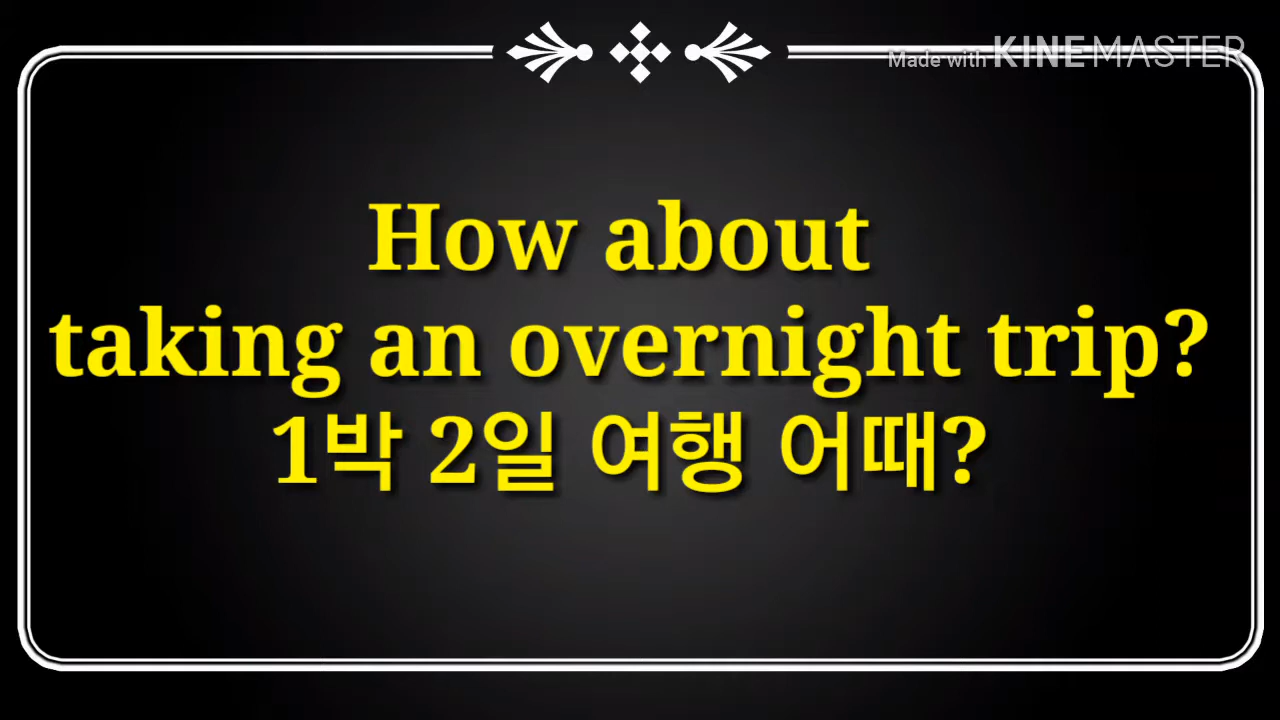 Made with KINEMASTER
How about
taking an overnight trip?
1박 2일 여행 어때?